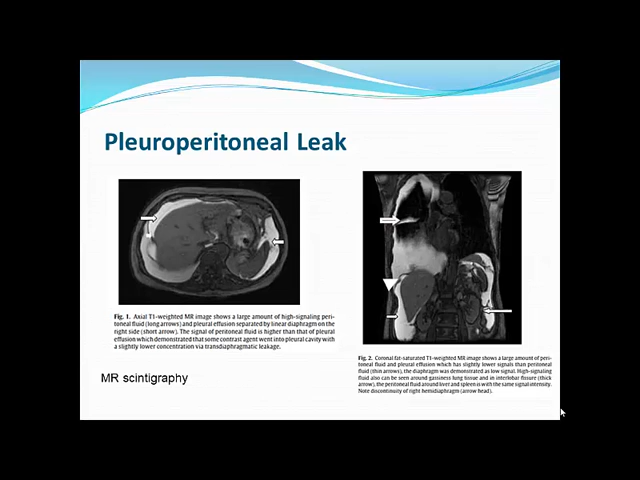 Pleuroperitoneal Leak
Fig. 1. Axial T1-weighted MR image shows a large amount of high-signaling peri-
toneal fluid (long arrows) and pleural effusion separated by linear diaphragm on the
right side (short arrow). The signal of peritoneal fluid is higher than that of pleural
effusion which demonstrated that some contrast agent went into pleural cavity with
a slightly lower concentration via transdiaphragmatic leakage.
MR scintigraphy
Fig. 2. Coronal fat-saturated T1-weighted MR image shows a large amount of peri-
toneal fluid and pleural effusion which has slightly lower signals than peritoneal
fluid (thin arrows), the diaphragm was demonstrated as low signal. High-signaling
fluid also can be seen around gassiness lung tissue and in interlobar fissure (thick
arrow), the peritoneal fluid around liver and spleen is with the same signal intensity.
Note discontinuity of right hemidiaphragm (arrow head).